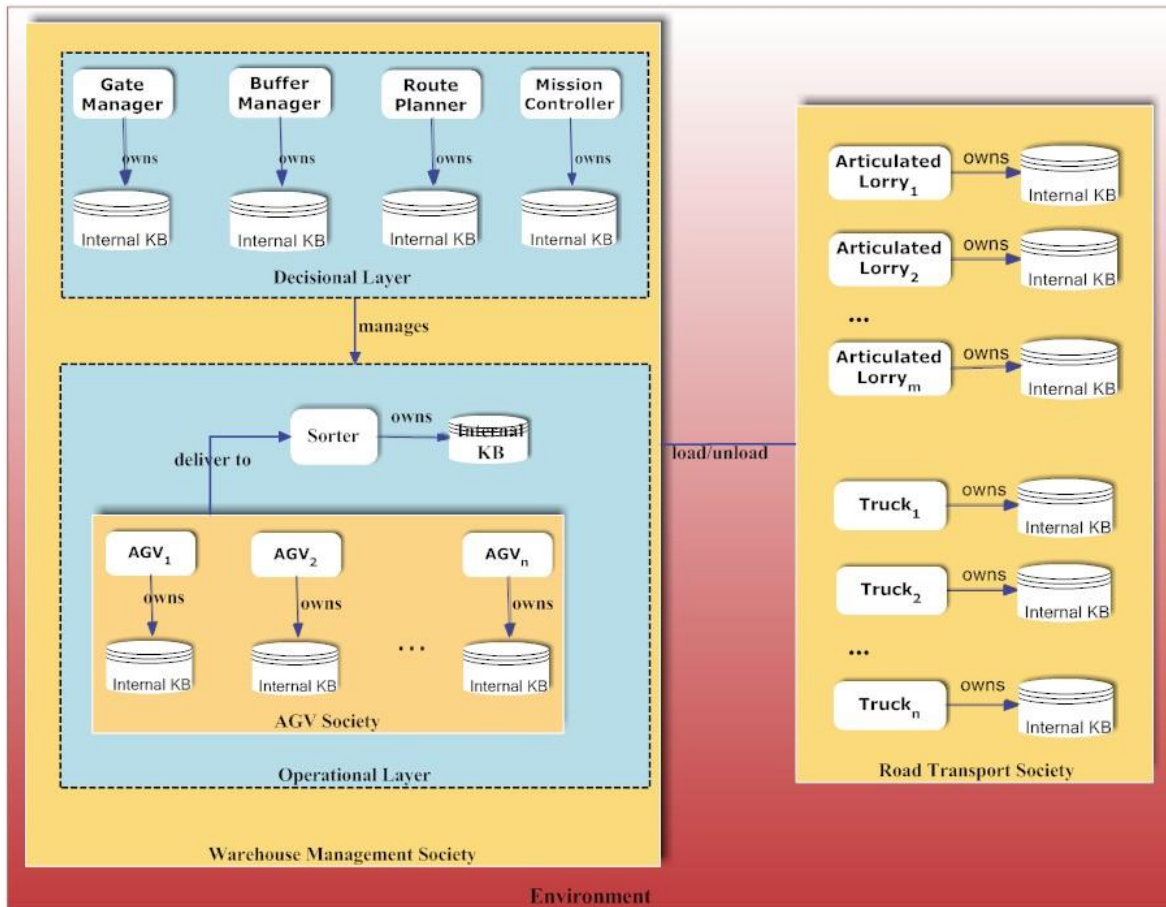 Gate
Manager
Buffer
Manager
Route
Planner
Mission
Controller
owns
owns
owns
owns
Internal KB
Internal KB
Internal KB
Internal KB
Decisional Layer
manages
Sorter
owns
Internal
KB
deliver to
AGV1
AGV2
AGVn
owns
owns
owns
...
Internal KB
Internal KB
Internal KB
AGV Society
Operational Layer
Warehouse Management Society
load/unload
Articulated
Lorry1
owns
Internal KB
Articulated
Lorry2
owns
Internal KB
...
Articulated
Lorrym
owns
Internal KB
Truck1
owns
Internal KB
Truck2
owns
Internal KB
...
Truckn
owns
Internal KB
Road Transport Society
Environment